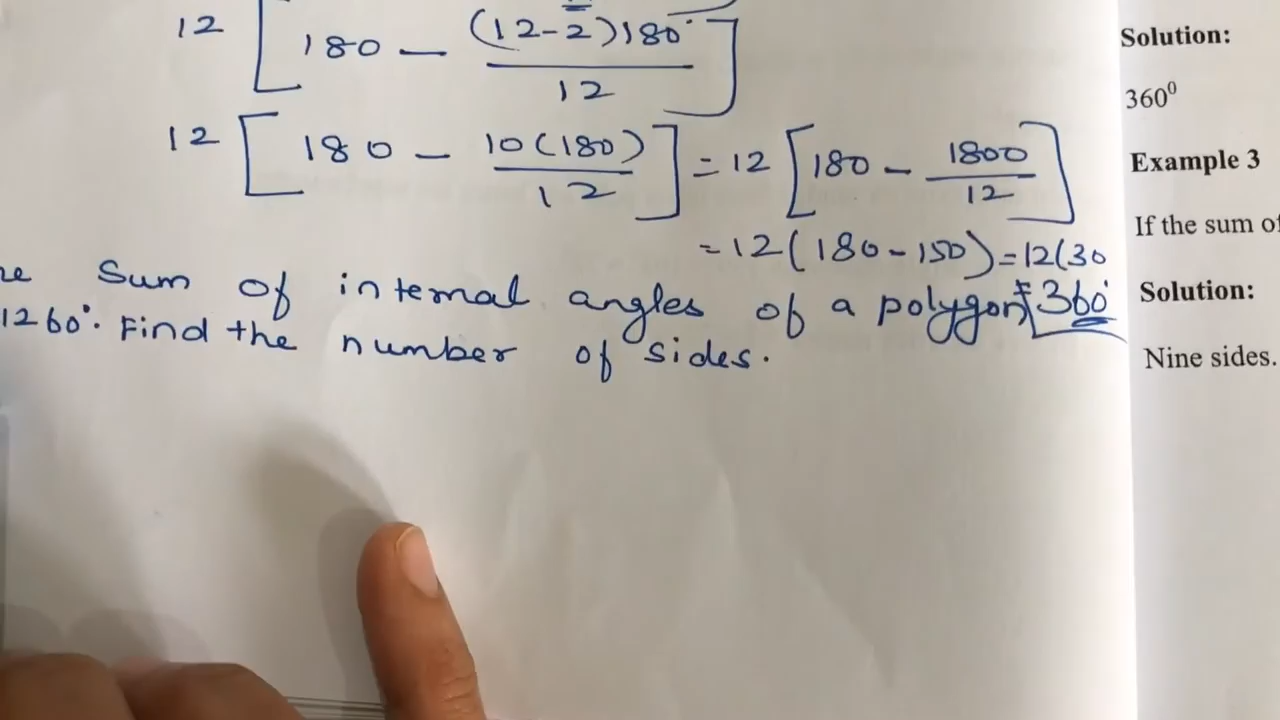 12 [ 180 — (12-2)180° / 12 ]
12 [ 180 - 10(180) / 12 ] = 12 [ 180 - 1800 / 12 ]
= 12 ( 180 - 150 ) = 12(30
= 360°
Sum of internal angles of a polygon
1260°. Find the number of sides.
Solution:
360⁰
Example 3
If the sum of
Solution:
Nine sides.